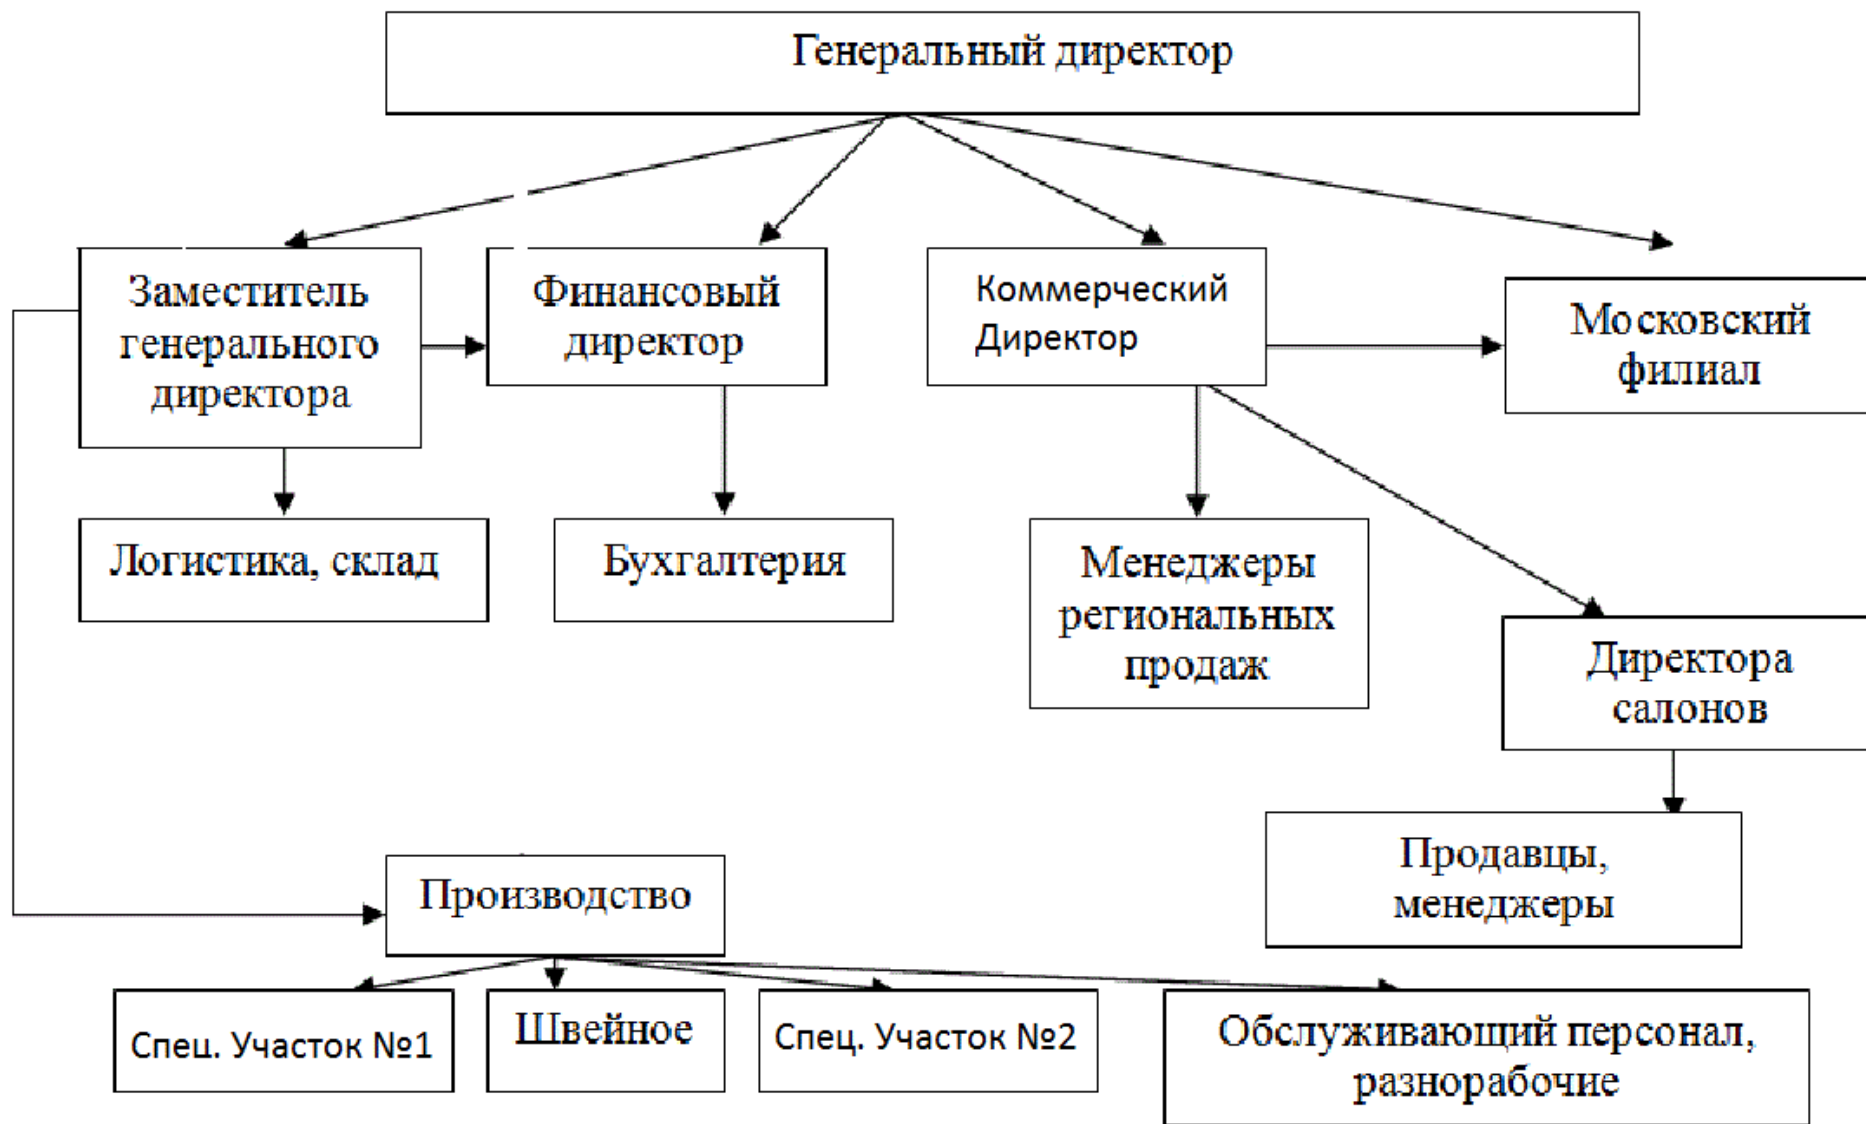 Генеральный директор
Заместитель
генерального
директора
Финансовый
директор
Коммерческий
Директор
Московский
филиал
Логистика, склад
Бухгалтерия
Менеджеры
региональных
продаж
Директора
салонов
Продавцы,
менеджеры
Производство
Спец. Участок №1
Швейное
Спец. Участок №2
Обслуживающий персонал,
разнорабочие